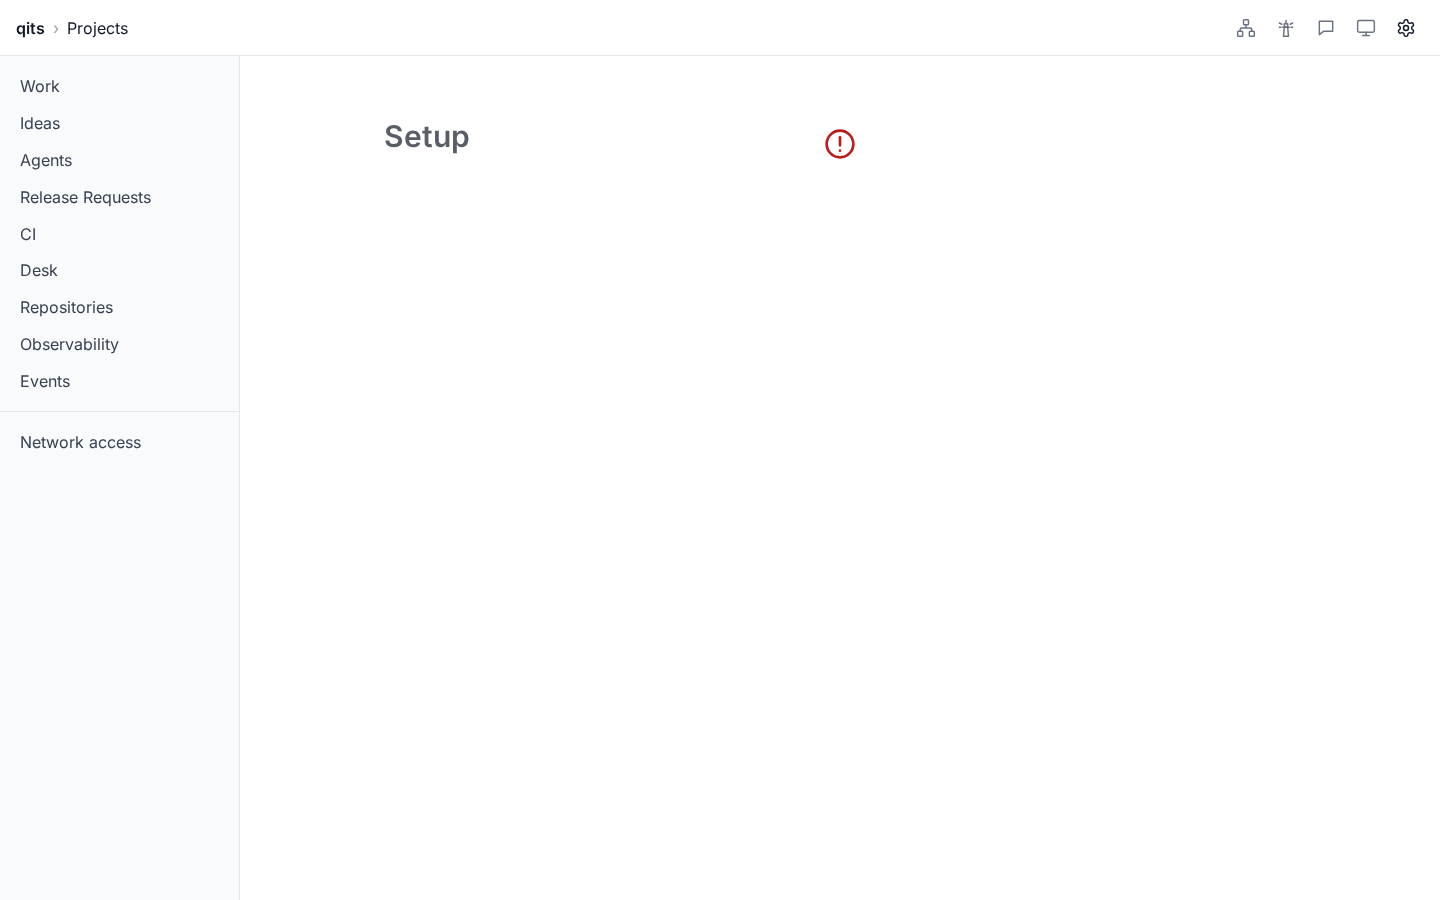 qits › Projects
Work
Ideas
Agents
Release Requests
CI
Desk
Repositories
Observability
Events
Network access
Setup